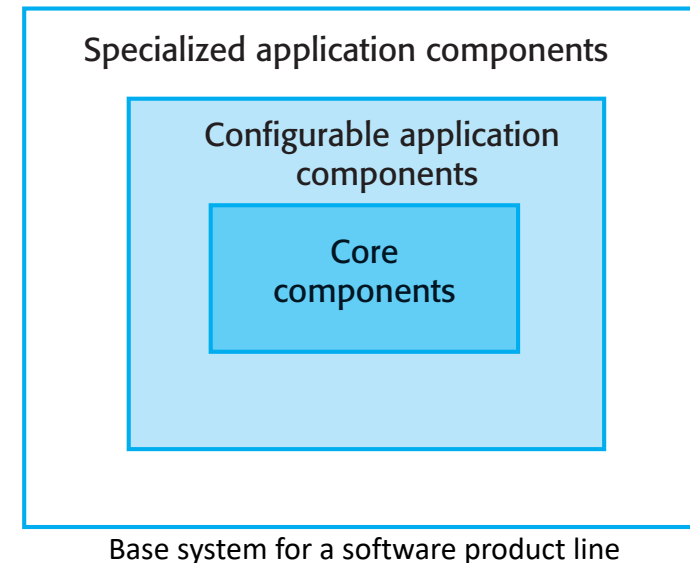 Specialized application components
Configurable application
components
Core
components
Base system for a software product line